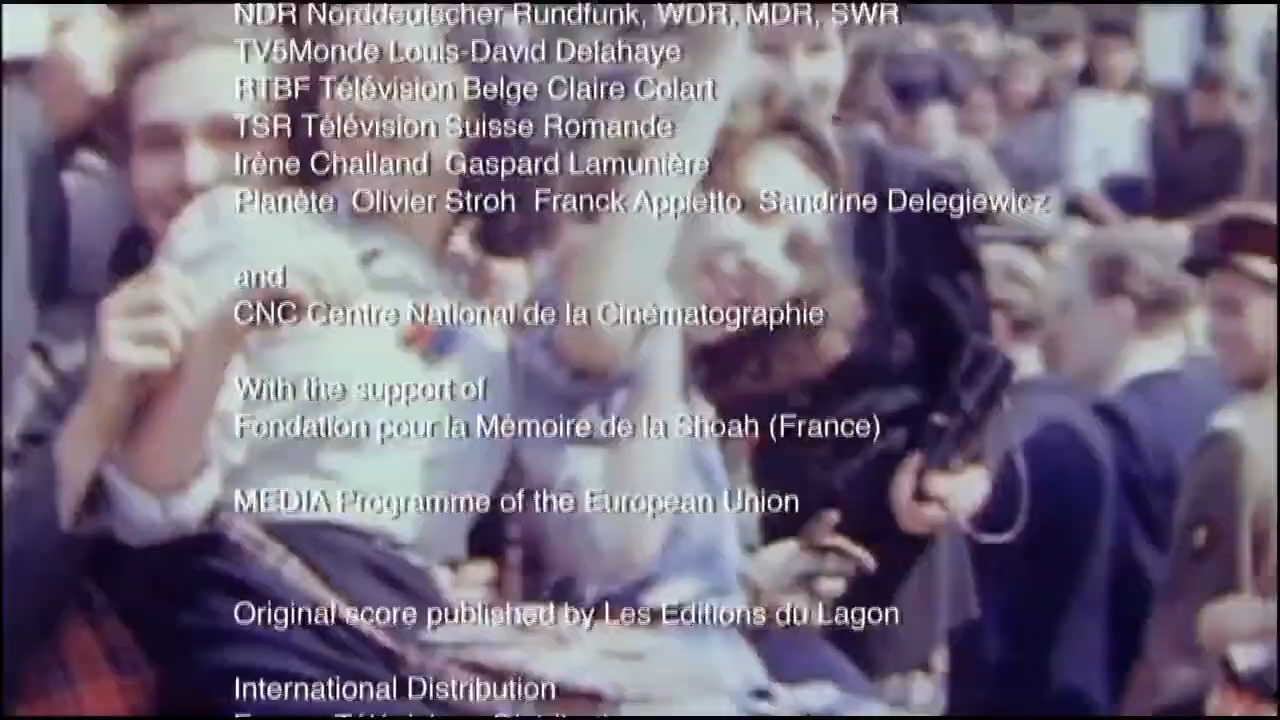 NDR Norddeutscher Rundfunk, WDR, MDR, SWR
TV5Monde Louis-David Delahaye
RTBF Télévision Belge Claire Colart
TSR Télévision Suisse Romande
Irène Challand  Gaspard Lamunière
Planète  Olivier Stroh  Franck Appietto  Sandrine Delegiewicz
and
CNC Centre National de la Cinématographie
With the support of
Fondation pour la Mémoire de la Shoah (France)
MEDIA Programme of the European Union
Original score published by Les Editions du Lagon
International Distribution